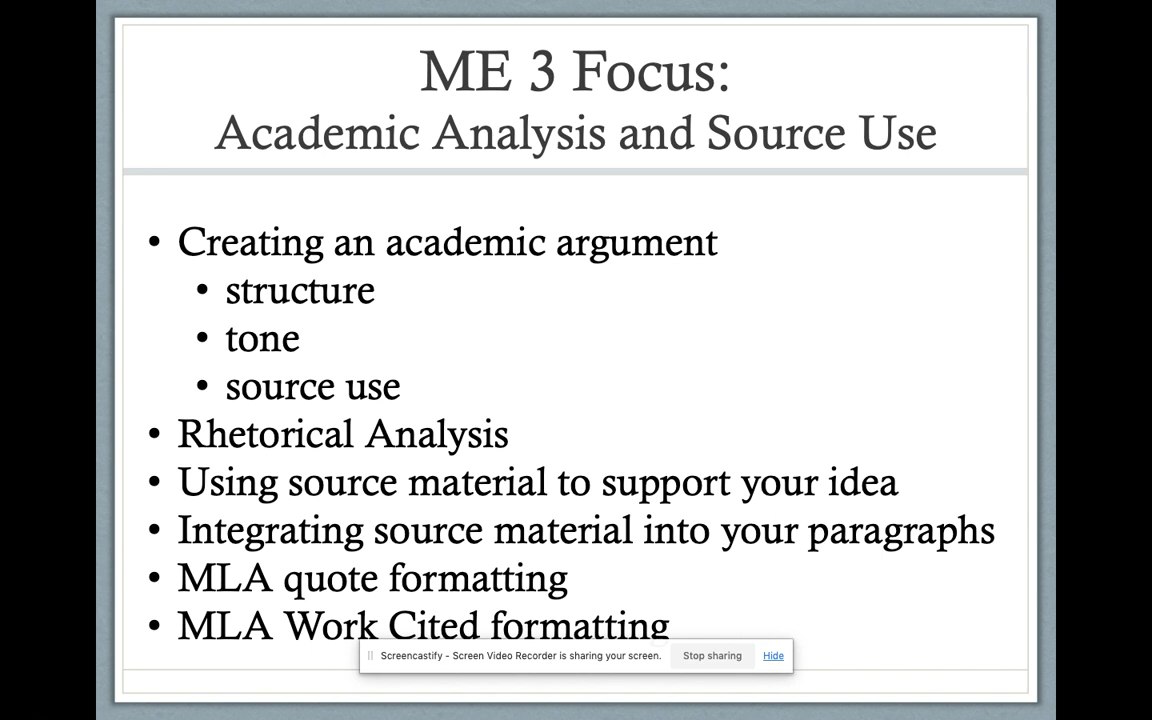 ME 3 Focus:
Academic Analysis and Source Use
• Creating an academic argument
• structure
• tone
• source use
• Rhetorical Analysis
• Using source material to support your idea
• Integrating source material into your paragraphs
• MLA quote formatting
• MLA Work Cited formatting
Screencastify - Screen Video Recorder is sharing your screen. Stop sharing Hide